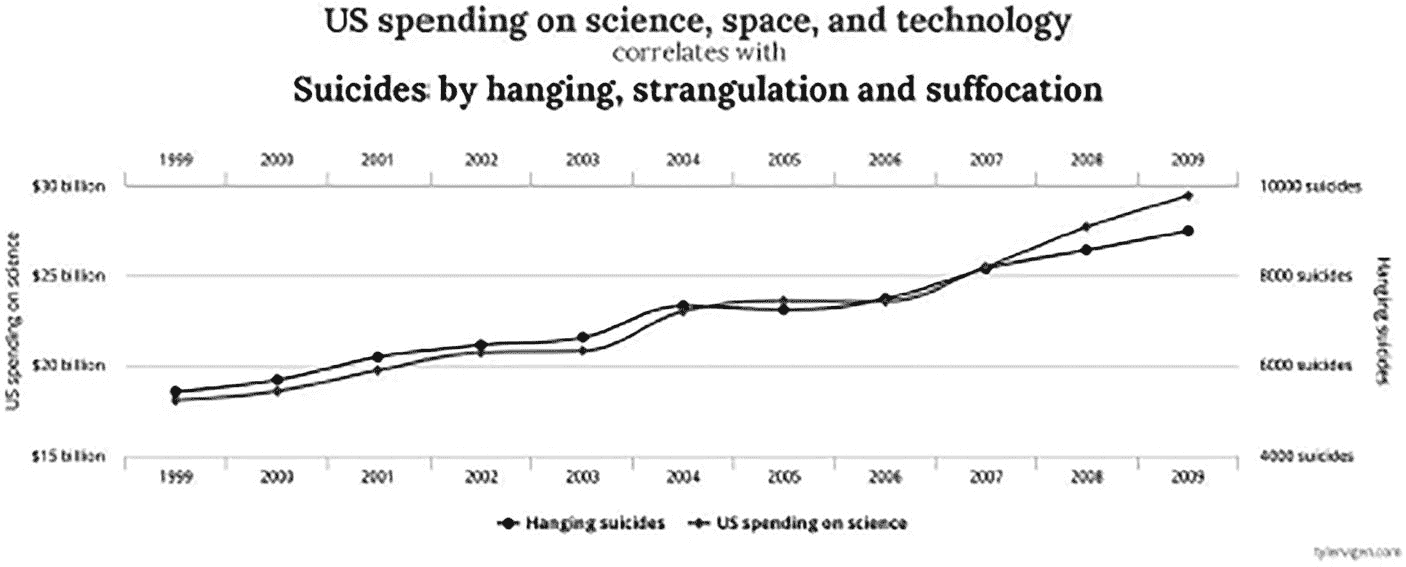 US spending on science, space, and technology
correlates with
Suicides by hanging, strangulation and suffocation
1999 2000 2001 2002 2003 2004 2005 2006 2007 2008 2009
$30 billion 10000 suicides
$25 billion 8000 suicides
$20 billion 6000 suicides
$15 billion 4000 suicides
US spending on science
Hanging suicides
1999 2000 2001 2002 2003 2004 2005 2006 2007 2008 2009
Hanging suicides US spending on science
tylervigen.com